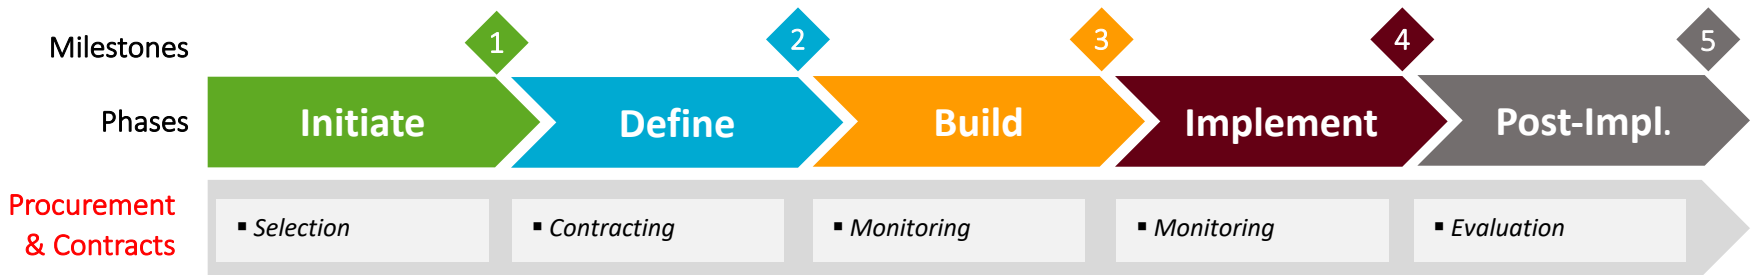 Milestones 1 2 3 4 5
Phases Initiate Define Build Implement Post-Impl.
Procurement
& Contracts
▪ Selection ▪ Contracting ▪ Monitoring ▪ Monitoring ▪ Evaluation